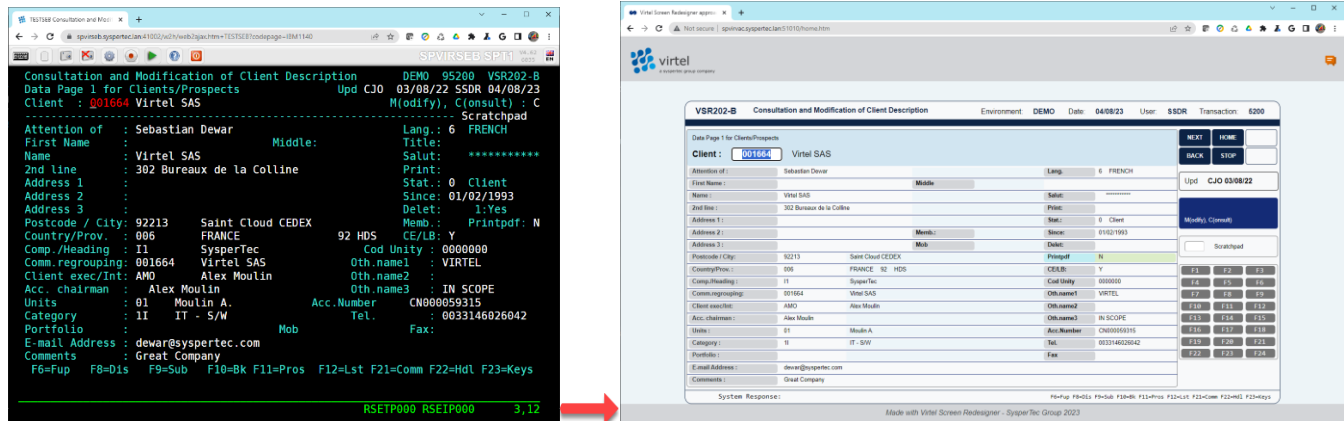 TESTSEB Consultation and Modi
spvirseb.syspertec.lan:41002/w2h/web2ajax.htm+TESTSEB?codepage=IBM1140
SPVIRSEB SPT1
Consultation and Modification of Client Description DEMO 95200 VSR202-B
Data Page 1 for Clients/Prospects Upd CJO 03/08/22 SSDR 04/08/23
Client : 001664 Virtel SAS M(odify), C(onsult) : C
Scratchpad
Attention of : Sebastian Dewar Lang.: 6 FRENCH
First Name : Middle: Title:
Name : Virtel SAS Salut: ***********
2nd line : 302 Bureaux de la Colline Print:
Address 1 : Stat.: 0 Client
Address 2 : Since: 01/02/1993
Address 3 : Delet: 1:Yes
Postcode / City: 92213 Saint Cloud CEDEX Memb.: Printpdf: N
Country/Prov. : 006 FRANCE 92 HDS CE/LB: Y
Comp./Heading : I1 SysperTec Cod Unity : 0000000
Comm.regrouping: 001664 Virtel SAS Oth.name1 : VIRTEL
Client exec/Int: AMO Alex Moulin Oth.name2 :
Acc. chairman : Alex Moulin Oth.name3 : IN SCOPE
Units : 01 Moulin A. Acc.Number CN000059315
Category : 1I IT - S/W Tel. : 0033146026042
Portfolio : Mob Fax:
E-mail Address : dewar@syspertec.com
Comments : Great Company
F6=Fup F8=Dis F9=Sub F10=Bk F11=Pros F12=Lst F21=Comm F22=Hdl F23=Keys
RSETP000 RSEIP000 3,12
Virtel Screen Redesigner approa
Not secure | spvirvac.syspertec.lan:51010/home.htm
virtel
a syspertec group company
VSR202-B Consultation and Modification of Client Description Environment: DEMO Date: 04/08/23 User: SSDR Transaction: 5200
Data Page 1 for Clients/Prospects
Client : 001664 Virtel SAS
NEXT HOME
BACK STOP
Attention of : Sebastian Dewar Lang. 6 FRENCH
First Name : Middle
Upd CJO 03/08/22
Name : Virtel SAS Salut: ***********
2nd line : 302 Bureaux de la Colline Print:
Address 1 : Stat.: 0 Client
M(odify), C(onsult)
Address 2 : Memb.: Since: 01/02/1993
Address 3 : Mob Delet:
Scratchpad
Postcode / City: 92213 Saint Cloud CEDEX Printpdf N
Country/Prov. : 006 FRANCE 92 HDS CE/LB: Y
F1 F2 F3
Comp./Heading : I1 SysperTec Cod Unity 0000000
F4 F5 F6
Comm.regrouping: 001664 Virtel SAS Oth.name1 VIRTEL
F7 F8 F9
Client exec/Int: AMO Alex Moulin Oth.name2
F10 F11 F12
Acc. chairman : Alex Moulin Oth.name3 IN SCOPE
F13 F14 F15
Units : 01 Moulin A. Acc.Number CN000059315
F16 F17 F18
Category : 1I IT - S/W Tel. 0033146026042
F19 F20 F21
Portfolio : Fax
F22 F23 F24
E-mail Address : dewar@syspertec.com
Comments : Great Company
System Response: F6=Fup F8=Dis F9=Sub F10=Bk F11=Pros F12=Lst F21=Comm F22=Hdl F23=Keys
Made with Virtel Screen Redesigner - SysperTec Group 2023